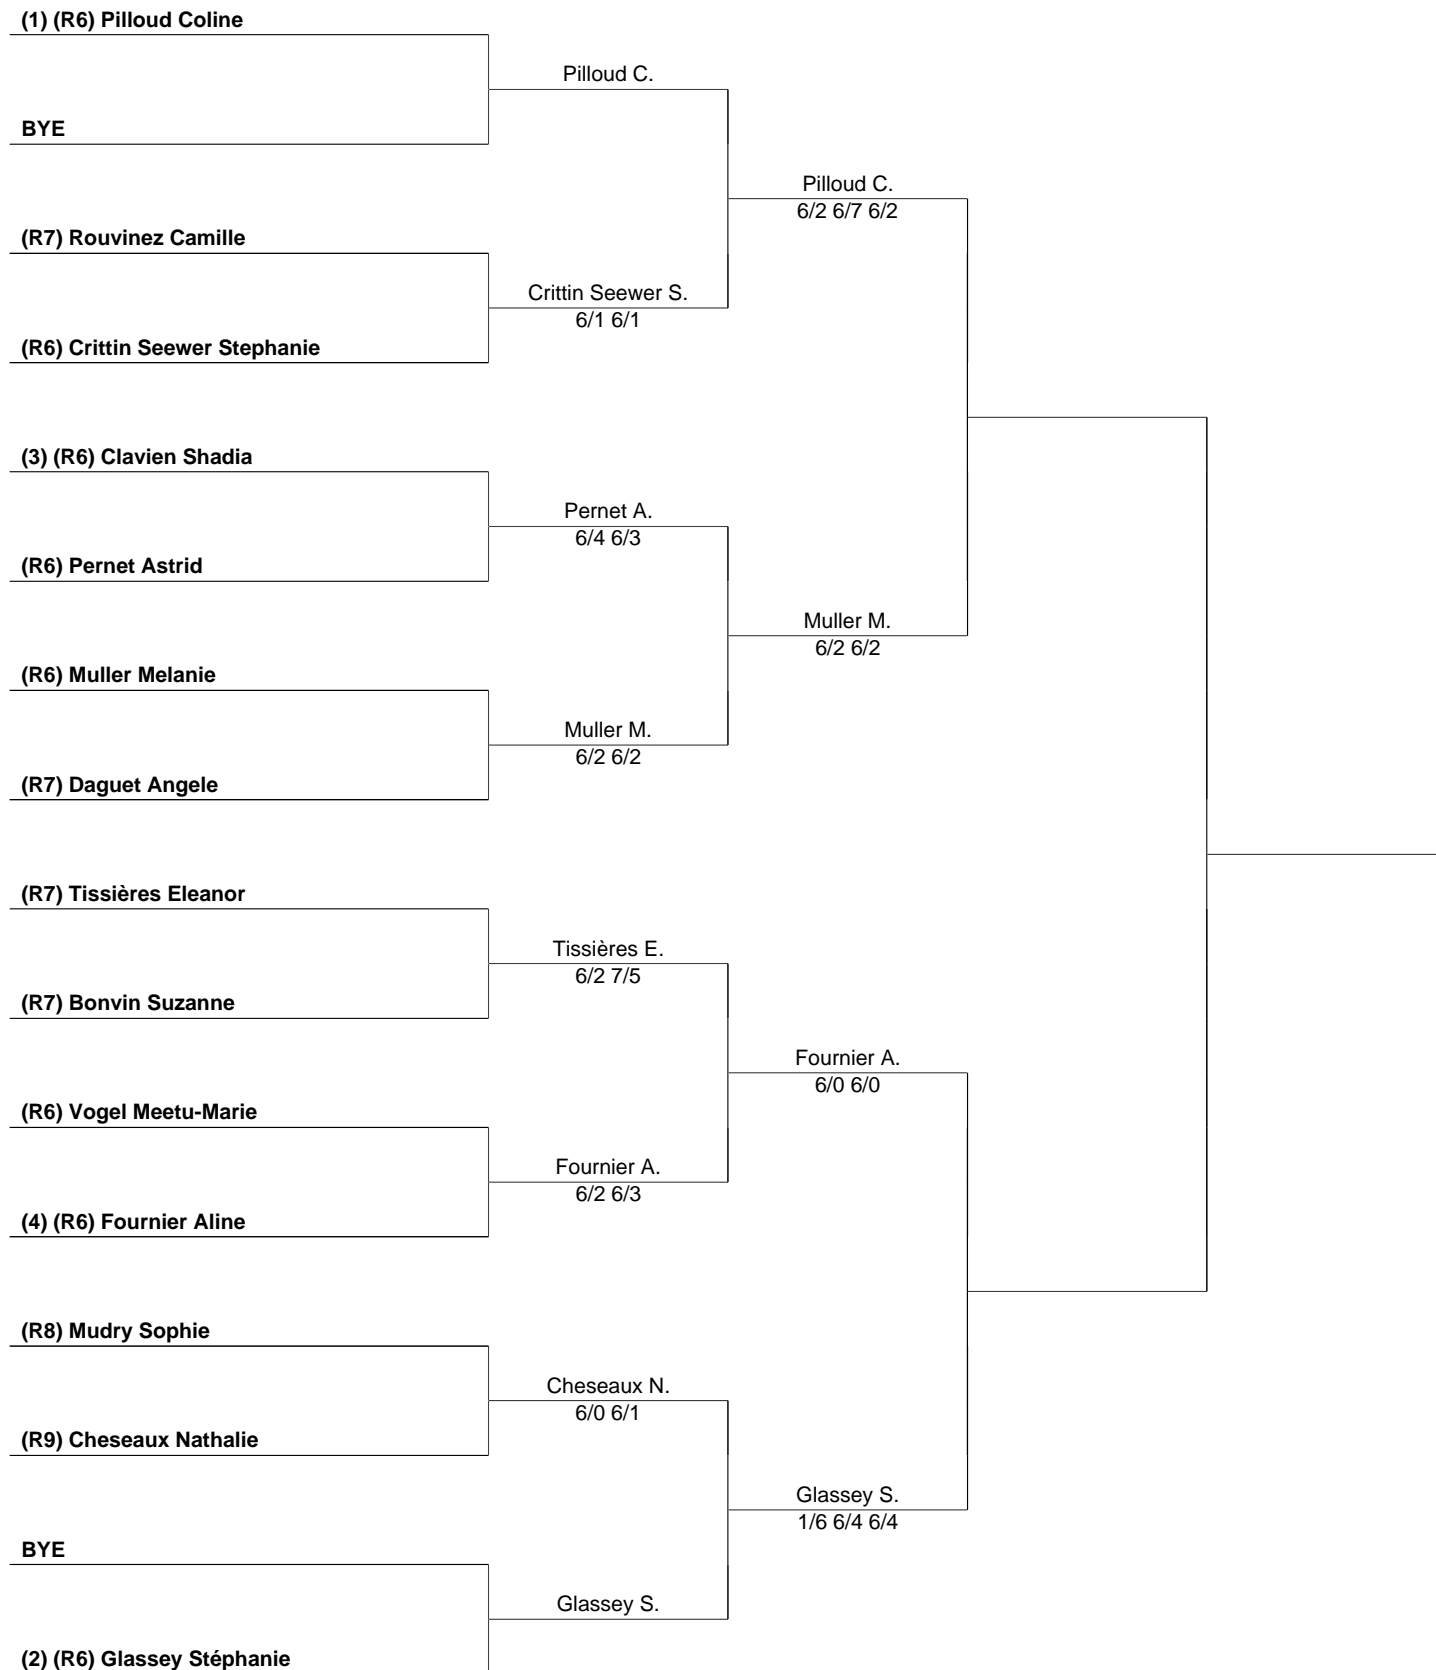 (1) (R6) Pilloud Coline
Pilloud C.
BYE
Pilloud C.
6/2 6/7 6/2
(R7) Rouvinez Camille
Crittin Seewer S.
6/1 6/1
(R6) Crittin Seewer Stephanie
(3) (R6) Clavien Shadia
Pernet A.
6/4 6/3
(R6) Pernet Astrid
Muller M.
6/2 6/2
(R6) Muller Melanie
Muller M.
6/2 6/2
(R7) Daguet Angele
(R7) Tissières Eleanor
Tissières E.
6/2 7/5
(R7) Bonvin Suzanne
Fournier A.
6/0 6/0
(R6) Vogel Meetu-Marie
Fournier A.
6/2 6/3
(4) (R6) Fournier Aline
(R8) Mudry Sophie
Cheseaux N.
6/0 6/1
(R9) Cheseaux Nathalie
Glassey S.
1/6 6/4 6/4
BYE
Glassey S.
(2) (R6) Glassey Stéphanie